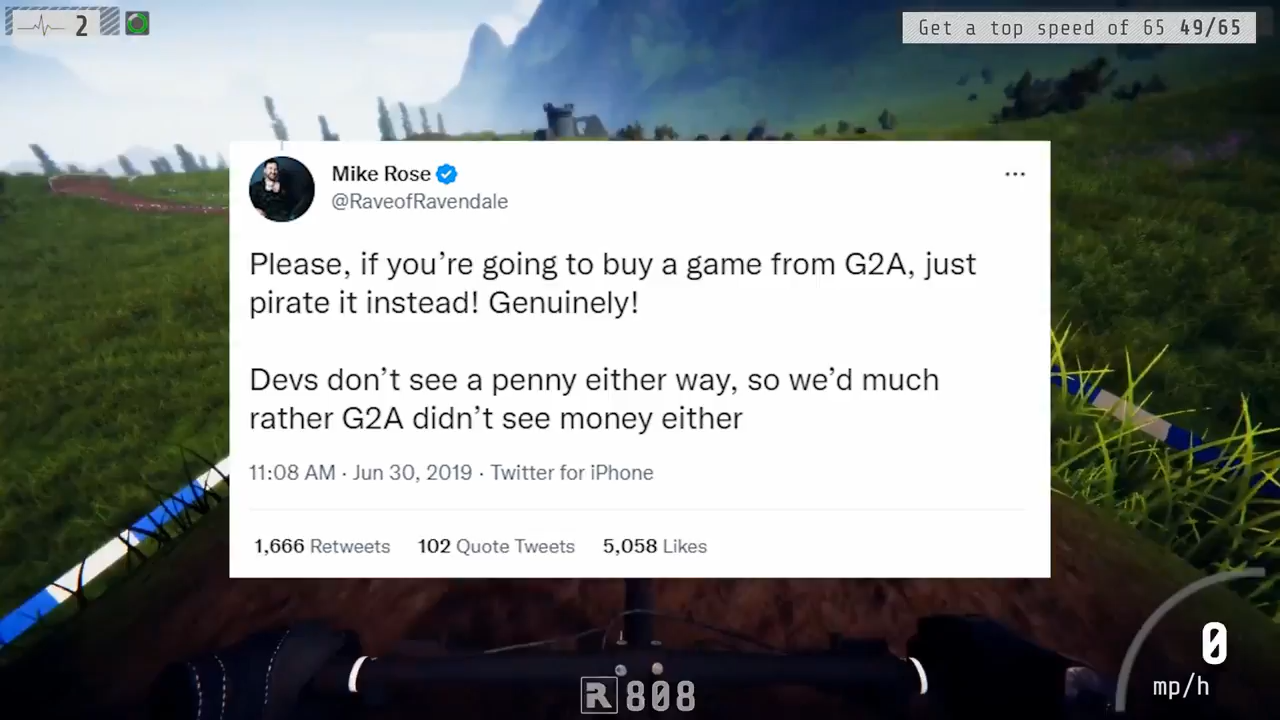 2
Get a top speed of 65 49/65
Mike Rose
@RaveofRavendale
Please, if you're going to buy a game from G2A, just
pirate it instead! Genuinely!
Devs don't see a penny either way, so we'd much
rather G2A didn't see money either
11:08 AM · Jun 30, 2019 · Twitter for iPhone
1,666 Retweets 102 Quote Tweets 5,058 Likes
0
mp/h
R 808